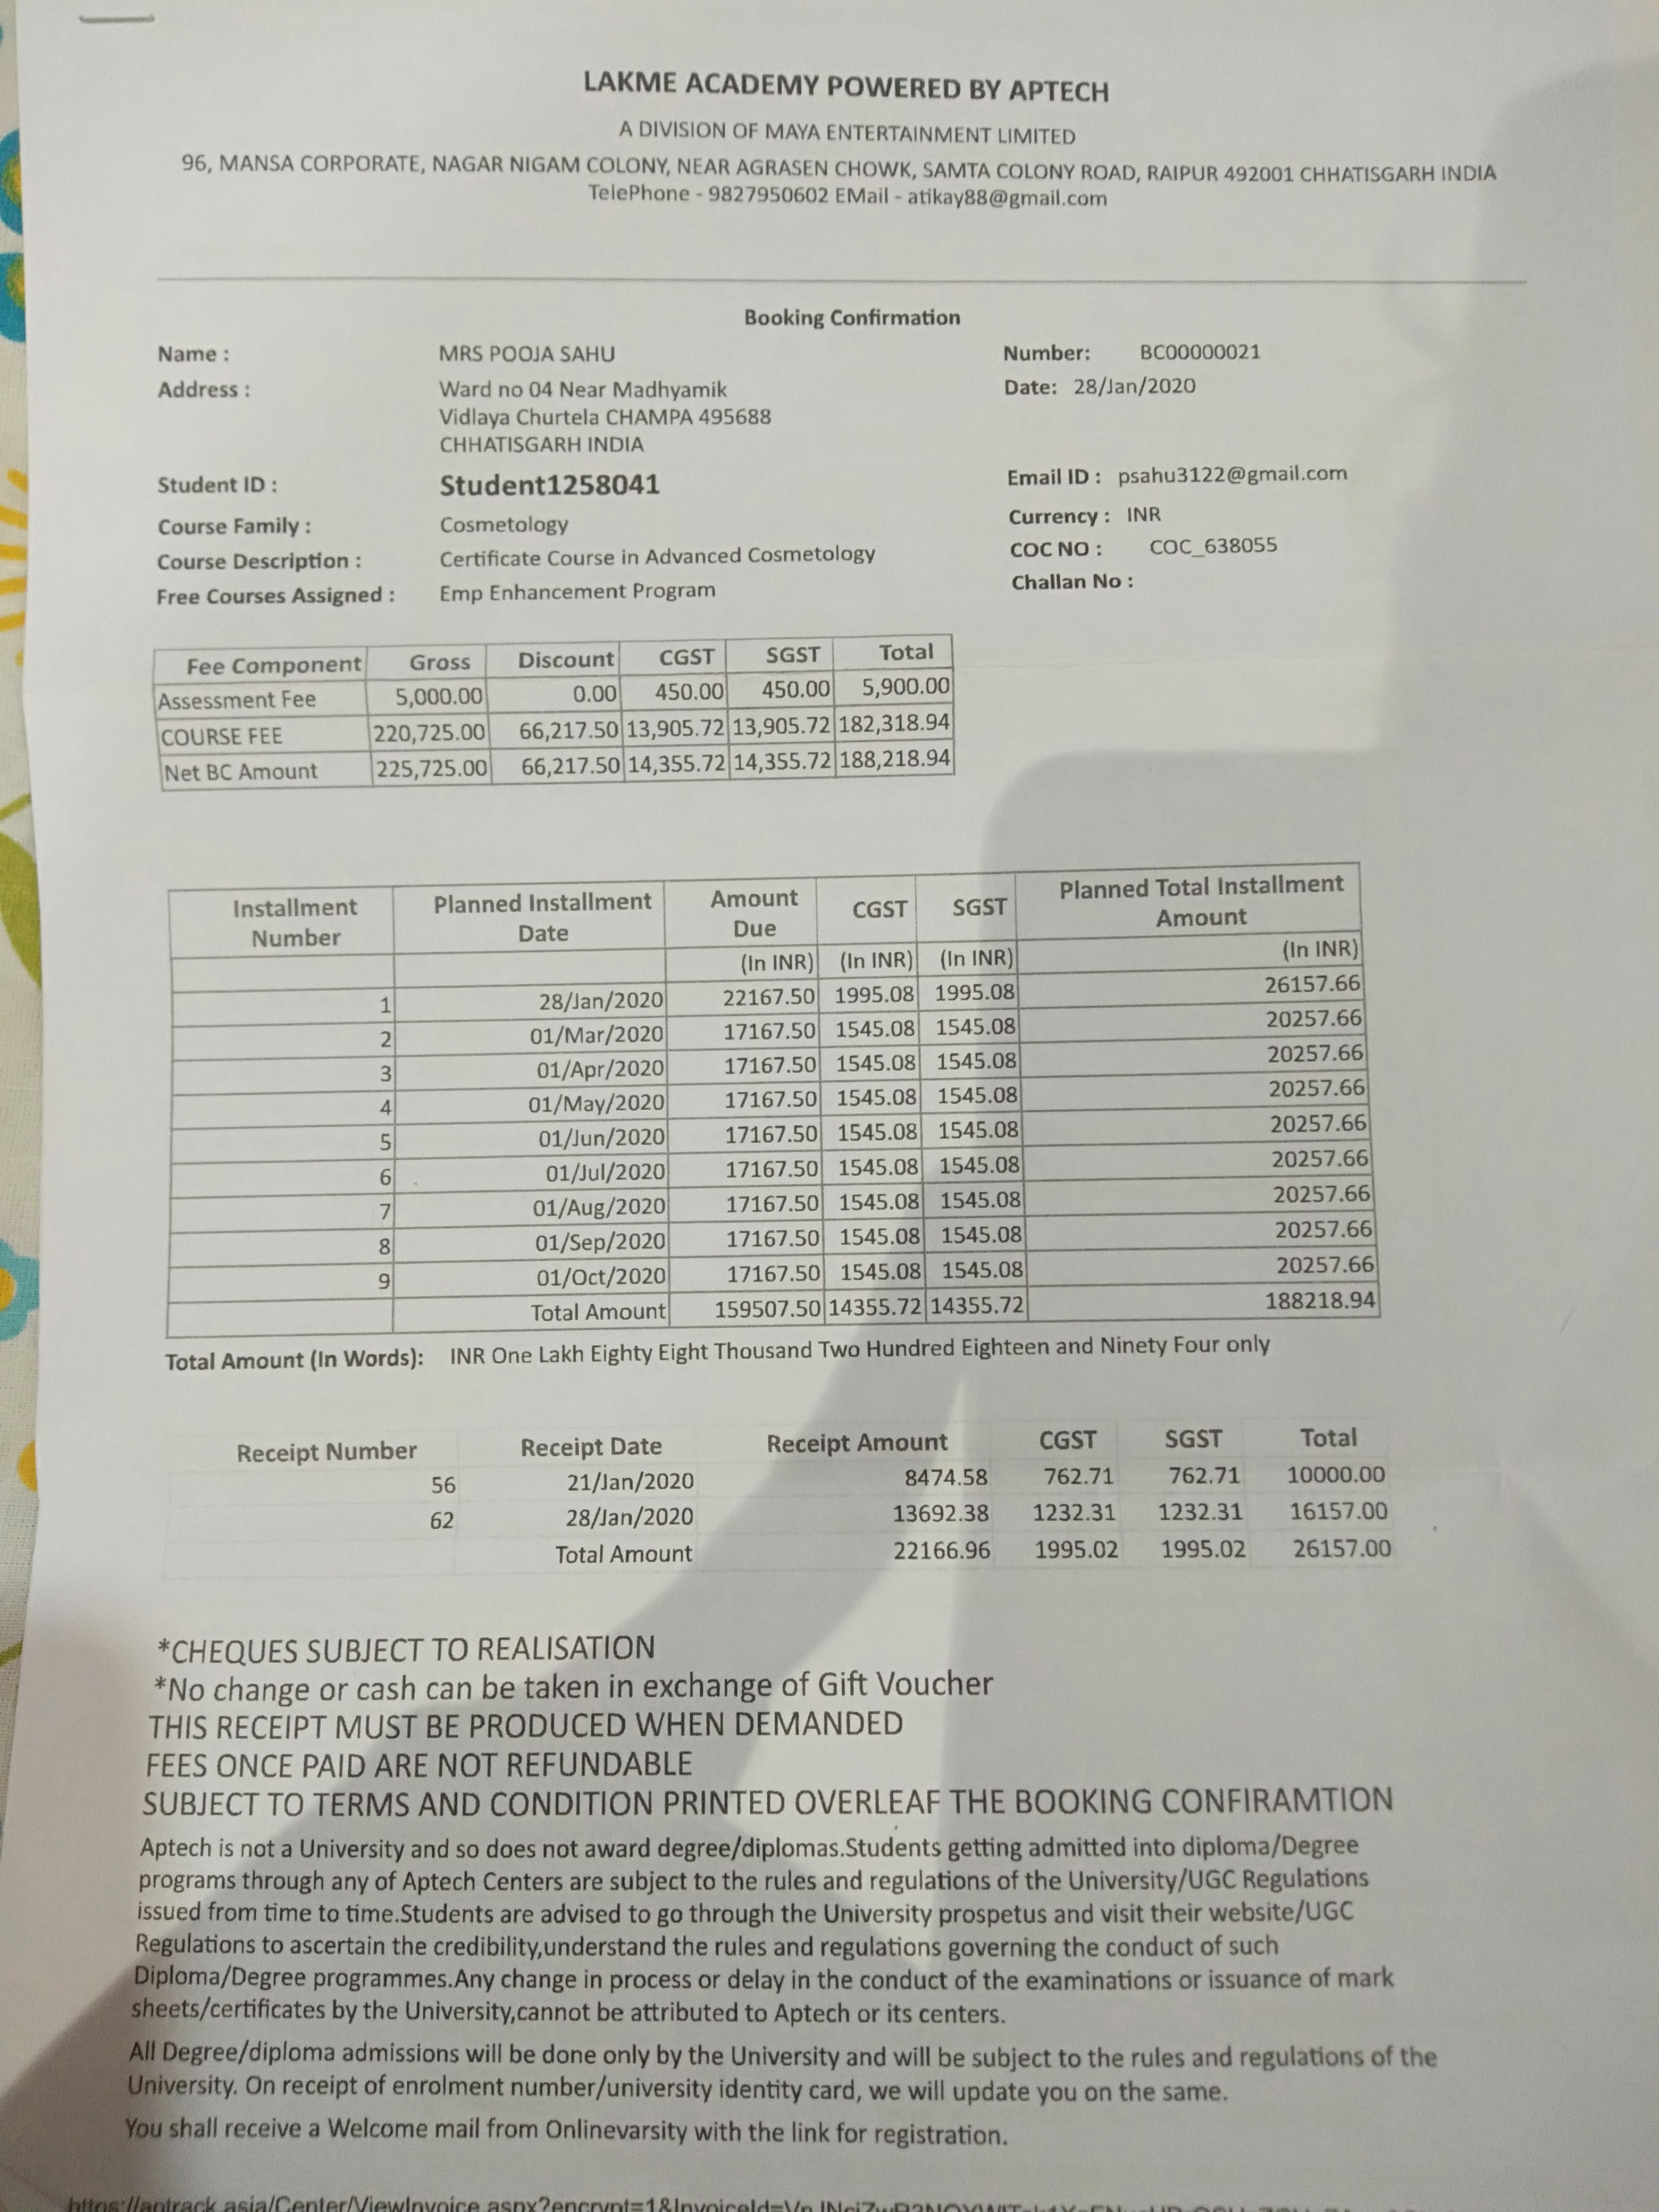 LAKME ACADEMY POWERED BY APTECH
A DIVISION OF MAYA ENTERTAINMENT LIMITED
96, MANSA CORPORATE, NAGAR NIGAM COLONY, NEAR AGRASEN CHOWK, SAMTA COLONY ROAD, RAIPUR 492001 CHHATISGARH INDIA
TelePhone - 9827950602 EMail - atikay88@gmail.com
Booking Confirmation
Name : MRS POOJA SAHU Number: BC00000021
Address : Ward no 04 Near Madhyamik Date: 28/Jan/2020
Vidlaya Churtela CHAMPA 495688
CHHATISGARH INDIA
Student ID : Student1258041 Email ID : psahu3122@gmail.com
Course Family : Cosmetology Currency : INR
Course Description : Certificate Course in Advanced Cosmetology COC NO : COC_638055
Free Courses Assigned : Emp Enhancement Program Challan No :
Fee Component Gross Discount CGST SGST Total
Assessment Fee 5,000.00 0.00 450.00 450.00 5,900.00
COURSE FEE 220,725.00 66,217.50 13,905.72 13,905.72 182,318.94
Net BC Amount 225,725.00 66,217.50 14,355.72 14,355.72 188,218.94
Installment Planned Installment Amount CGST SGST Planned Total Installment
Number Date Due Amount
(In INR) (In INR) (In INR) (In INR)
1 28/Jan/2020 22167.50 1995.08 1995.08 26157.66
2 01/Mar/2020 17167.50 1545.08 1545.08 20257.66
3 01/Apr/2020 17167.50 1545.08 1545.08 20257.66
4 01/May/2020 17167.50 1545.08 1545.08 20257.66
5 01/Jun/2020 17167.50 1545.08 1545.08 20257.66
6 01/Jul/2020 17167.50 1545.08 1545.08 20257.66
7 01/Aug/2020 17167.50 1545.08 1545.08 20257.66
8 01/Sep/2020 17167.50 1545.08 1545.08 20257.66
9 01/Oct/2020 17167.50 1545.08 1545.08 20257.66
Total Amount 159507.50 14355.72 14355.72 188218.94
Total Amount (In Words): INR One Lakh Eighty Eight Thousand Two Hundred Eighteen and Ninety Four only
Receipt Number Receipt Date Receipt Amount CGST SGST Total
56 21/Jan/2020 8474.58 762.71 762.71 10000.00
62 28/Jan/2020 13692.38 1232.31 1232.31 16157.00
Total Amount 22166.96 1995.02 1995.02 26157.00
*CHEQUES SUBJECT TO REALISATION
*No change or cash can be taken in exchange of Gift Voucher
THIS RECEIPT MUST BE PRODUCED WHEN DEMANDED
FEES ONCE PAID ARE NOT REFUNDABLE
SUBJECT TO TERMS AND CONDITION PRINTED OVERLEAF THE BOOKING CONFIRAMTION
Aptech is not a University and so does not award degree/diplomas.Students getting admitted into diploma/Degree
programs through any of Aptech Centers are subject to the rules and regulations of the University/UGC Regulations
issued from time to time.Students are advised to go through the University prospetus and visit their website/UGC
Regulations to ascertain the credibility,understand the rules and regulations governing the conduct of such
Diploma/Degree programmes.Any change in process or delay in the conduct of the examinations or issuance of mark
sheets/certificates by the University,cannot be attributed to Aptech or its centers.
All Degree/diploma admissions will be done only by the University and will be subject to the rules and regulations of the
University. On receipt of enrolment number/university identity card, we will update you on the same.
You shall receive a Welcome mail from Onlinevarsity with the link for registration.